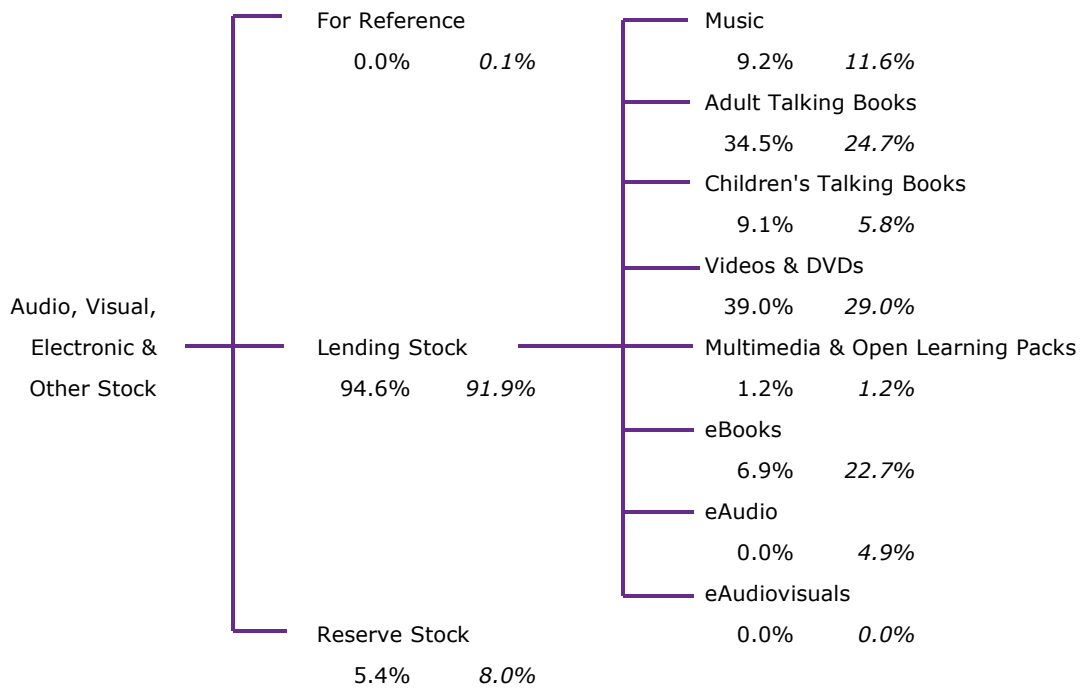 Audio, Visual,
Electronic &
Other Stock
For Reference
0.0% 0.1%
Lending Stock
94.6% 91.9%
Reserve Stock
5.4% 8.0%
Music
9.2% 11.6%
Adult Talking Books
34.5% 24.7%
Children's Talking Books
9.1% 5.8%
Videos & DVDs
39.0% 29.0%
Multimedia & Open Learning Packs
1.2% 1.2%
eBooks
6.9% 22.7%
eAudio
0.0% 4.9%
eAudiovisuals
0.0% 0.0%